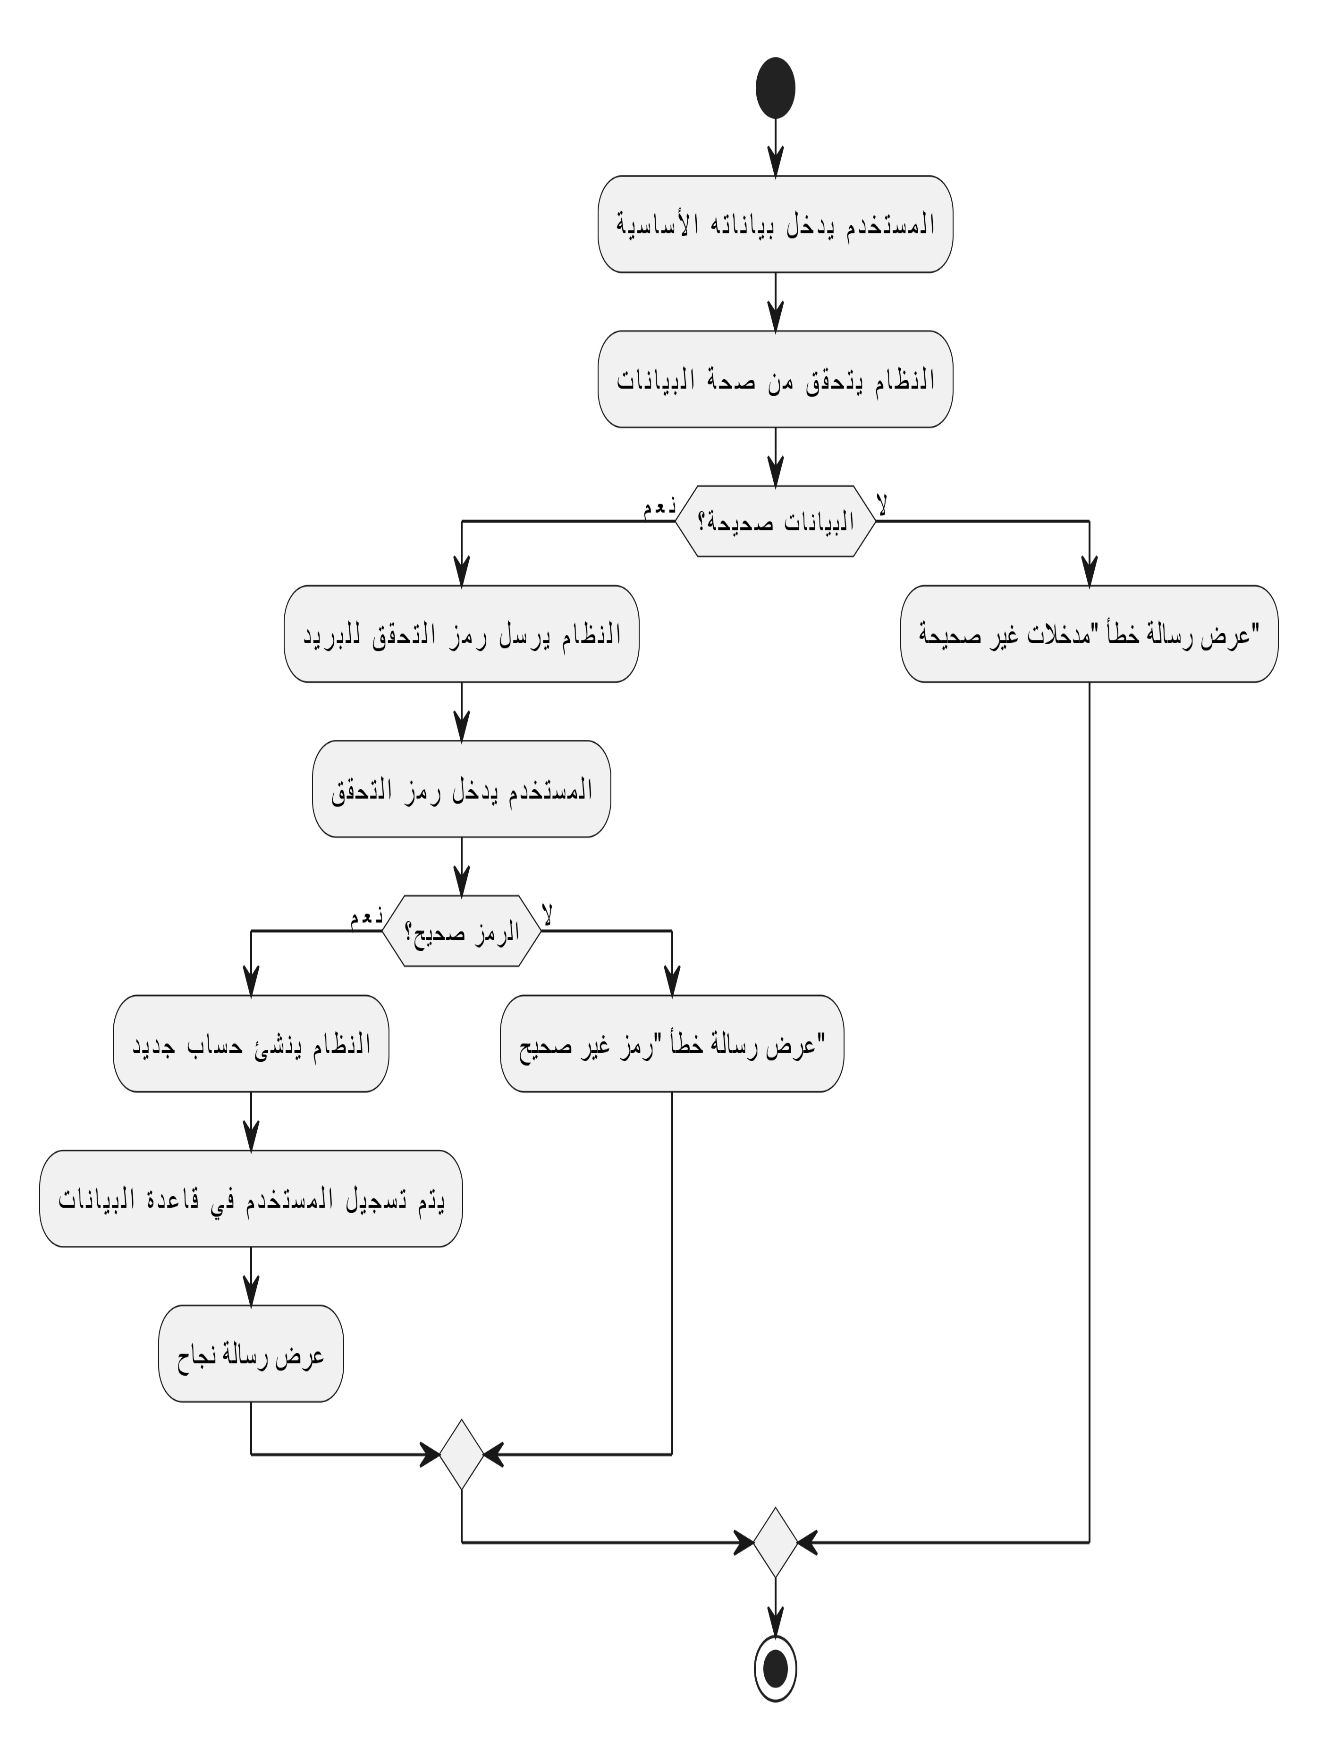 المستخدم يدخل بياناته الأساسية
النظام يتحقق من صحة البيانات
البيانات صحيحة؟
نعم
لا
النظام يرسل رمز التحقق للبريد
عرض رسالة خطأ "مدخلات غير صحيحة"
المستخدم يدخل رمز التحقق
الرمز صحيح؟
نعم
لا
النظام ينشئ حساب جديد
عرض رسالة خطأ "رمز غير صحيح"
يتم تسجيل المستخدم في قاعدة البيانات
عرض رسالة نجاح